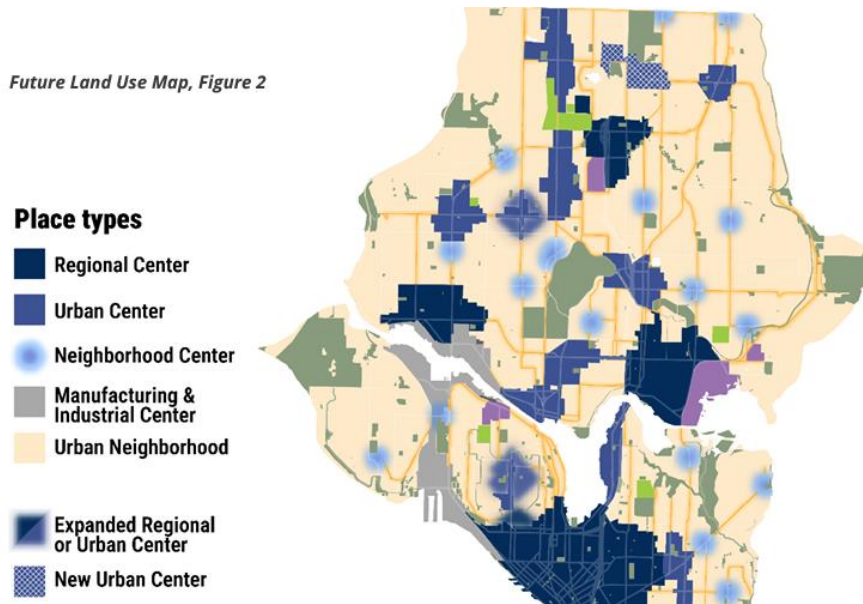 Future Land Use Map, Figure 2
Place types
Regional Center
Urban Center
Neighborhood Center
Manufacturing &
Industrial Center
Urban Neighborhood
Expanded Regional
or Urban Center
New Urban Center